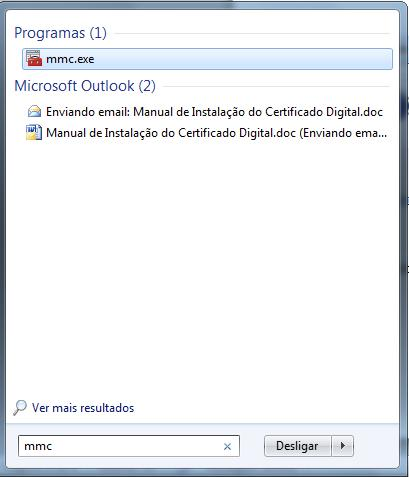 Programas (1)
mmc.exe
Microsoft Outlook (2)
Enviando email: Manual de Instalação do Certificado Digital.doc
Manual de Instalação do Certificado Digital.doc (Enviando ema...
Ver mais resultados
mmc
Desligar